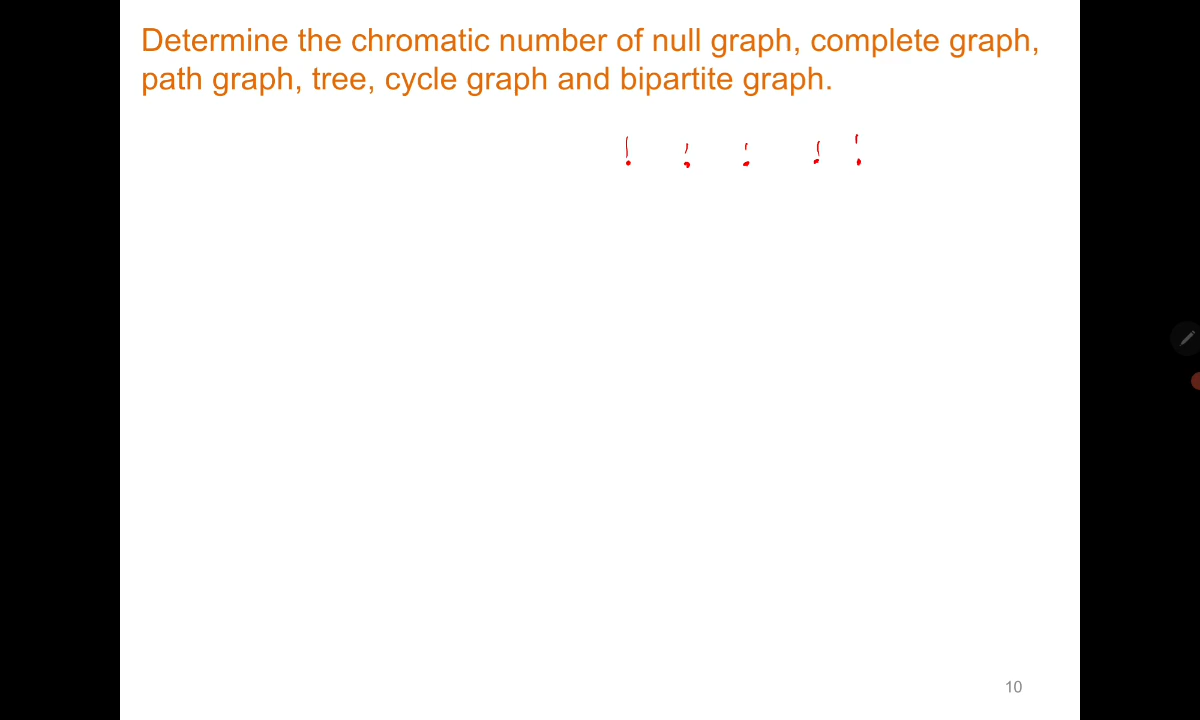 Determine the chromatic number of null graph, complete graph,
path graph, tree, cycle graph and bipartite graph.
10